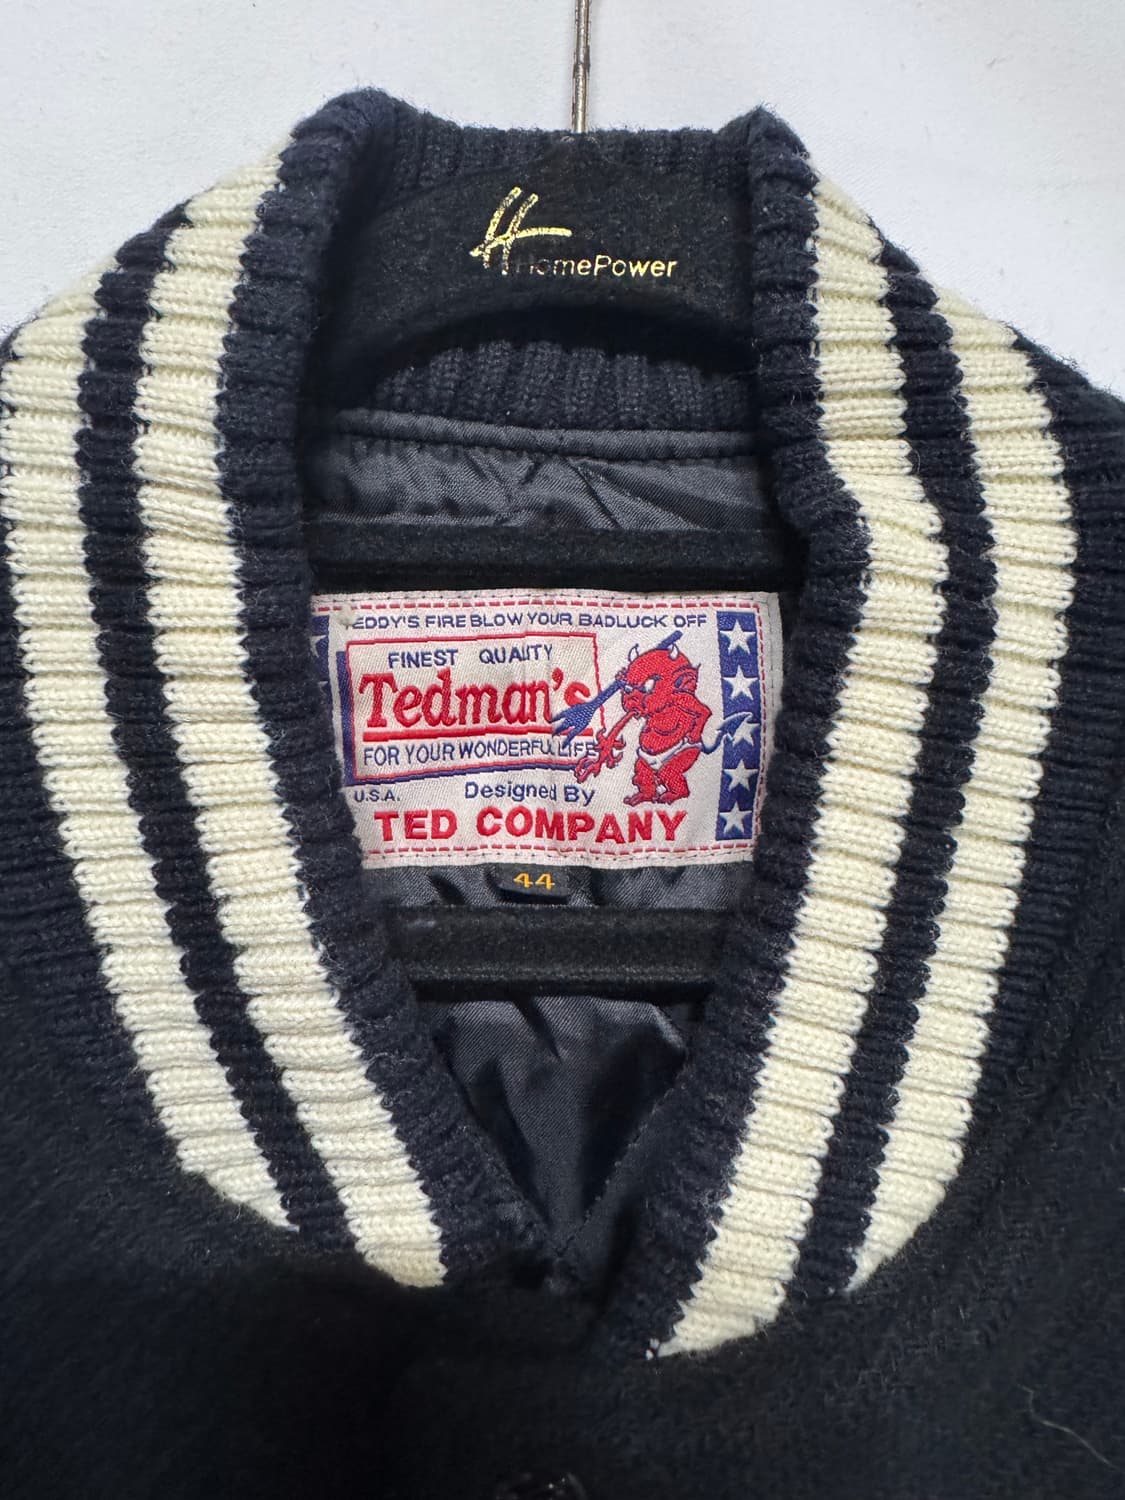 HomePower
EDDY'S FIRE BLOW YOUR BADLUCK OFF
FINEST QUALITY
Tedman's
FOR YOUR WONDERFUL LIFE
U.S.A.
Designed By
TED COMPANY
44